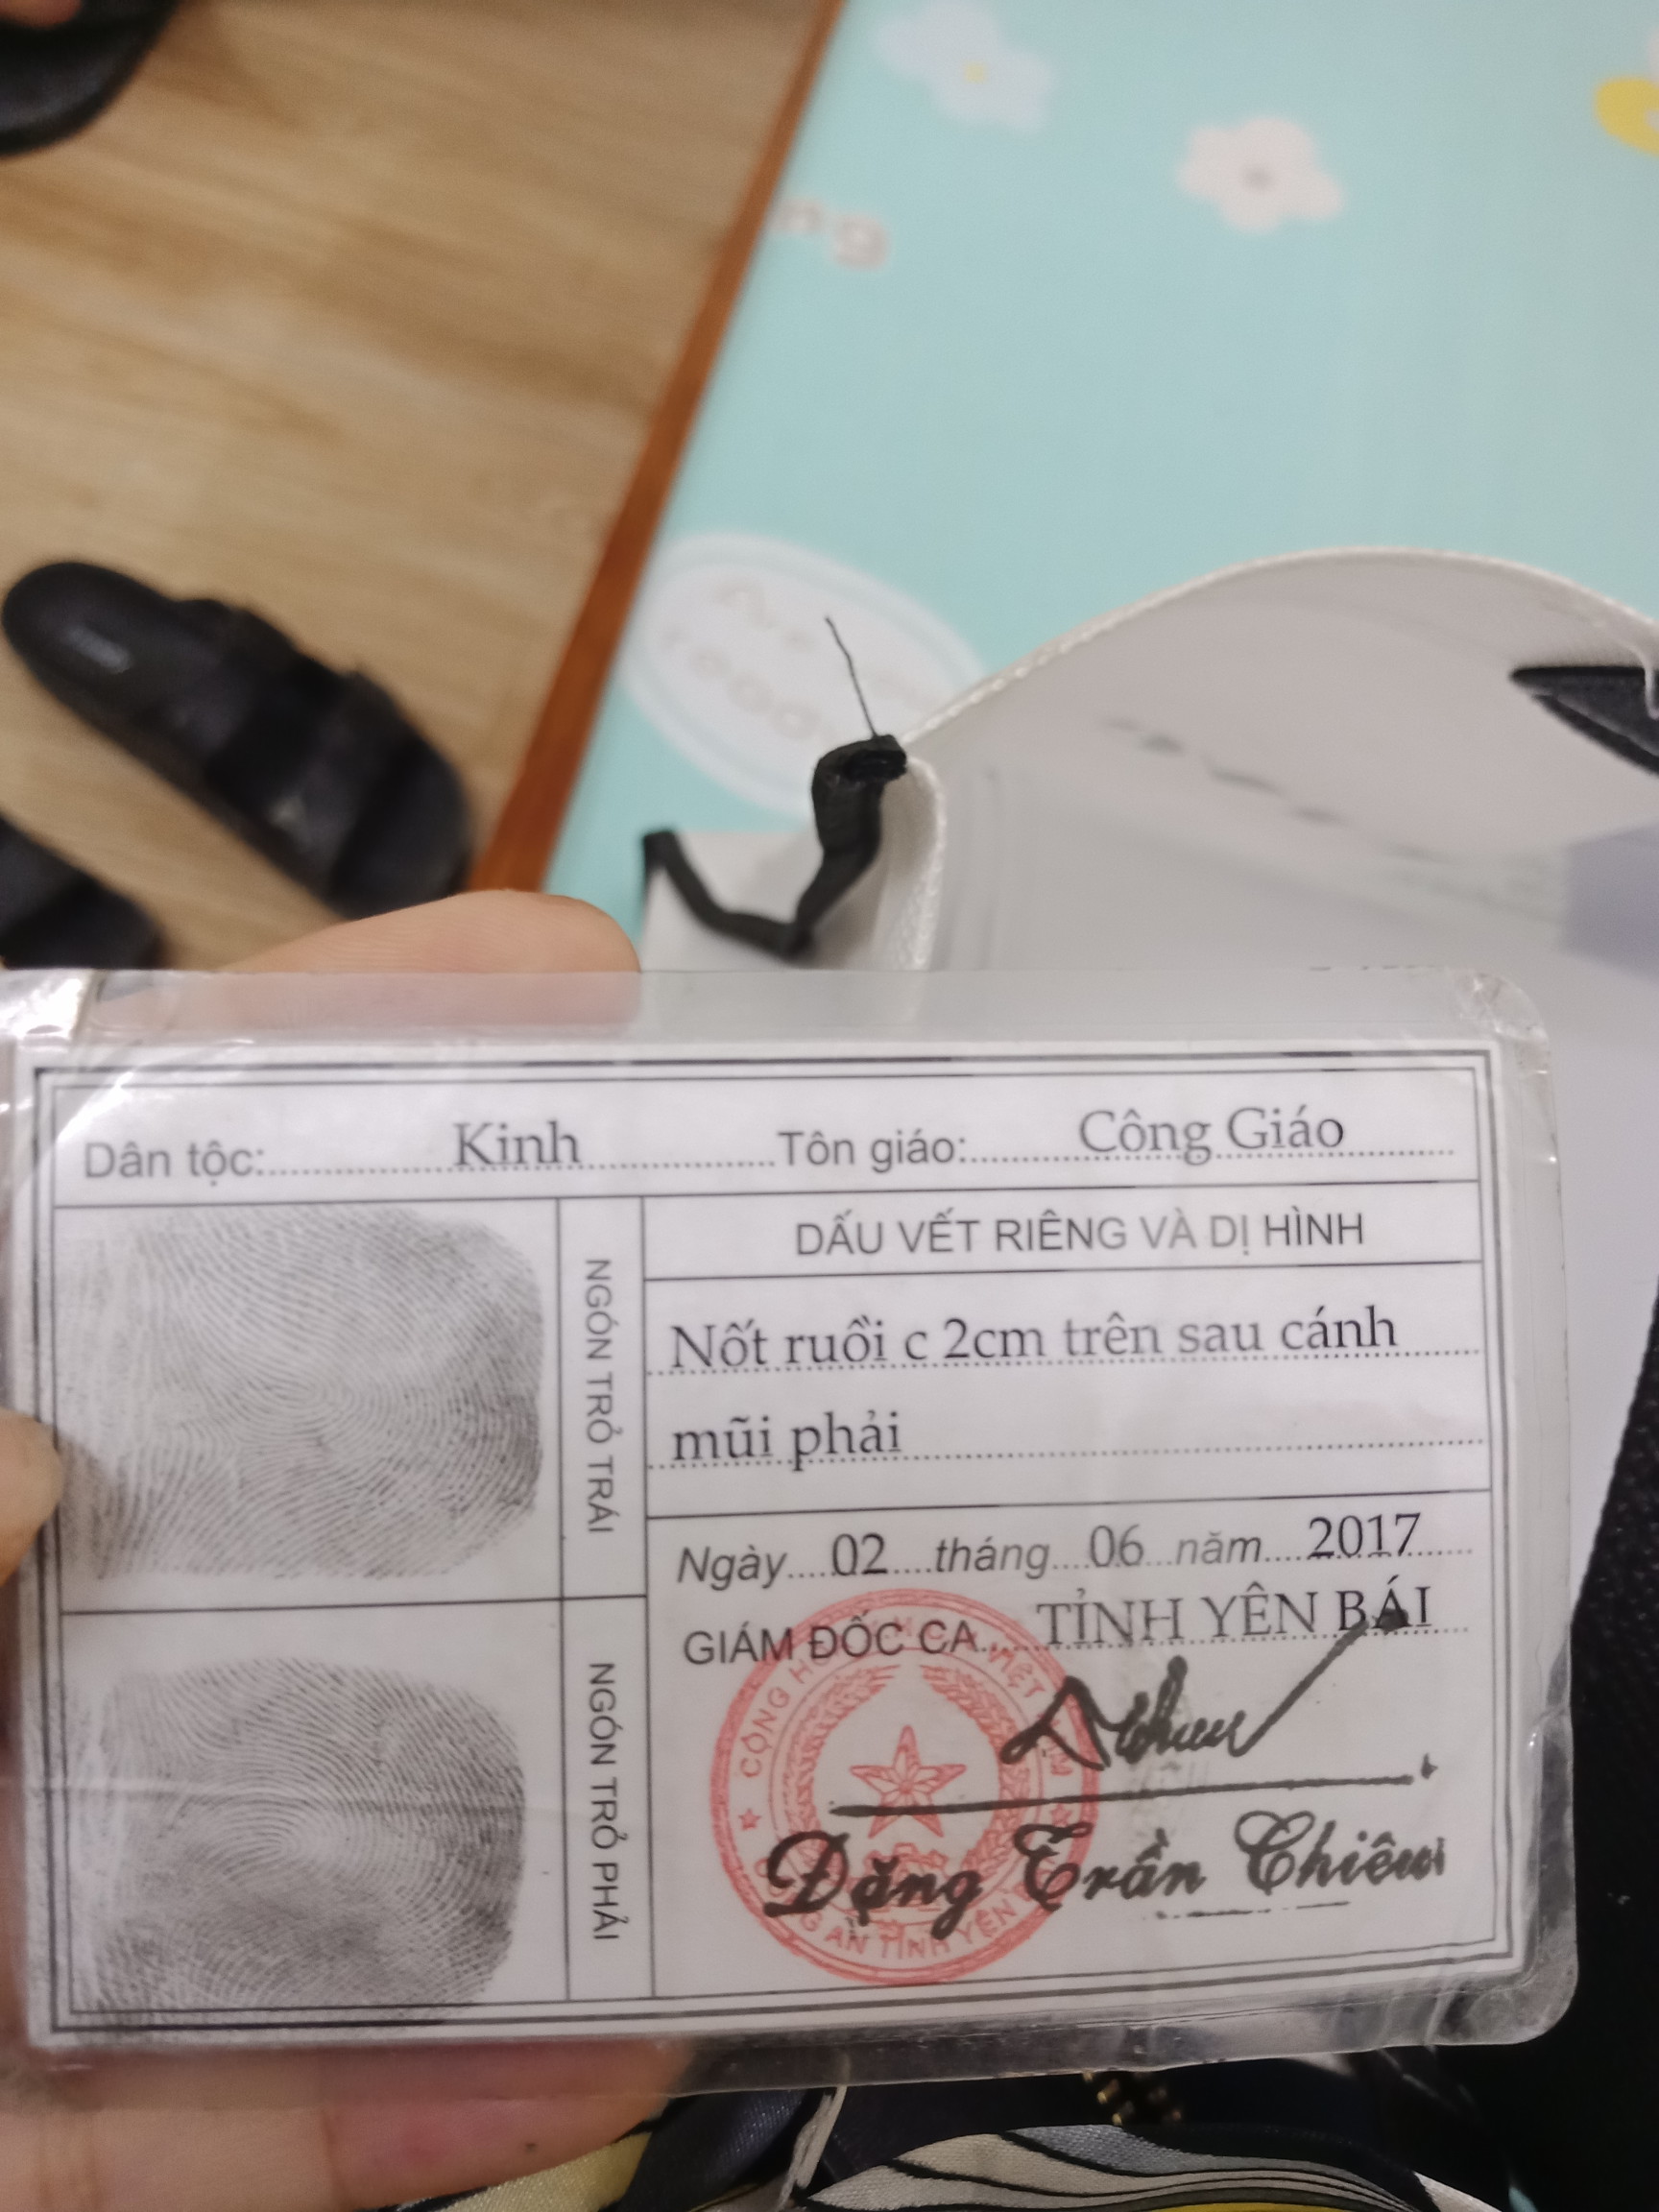 Dân tộc: Kinh Tôn giáo: Công Giáo
DẤU VẾT RIÊNG VÀ DỊ HÌNH
NGÓN TRỎ TRÁI
Nốt ruồi c 2cm trên sau cánh
mũi phải
Ngày 02 tháng 06 năm 2017
GIÁM ĐỐC CA TỈNH YÊN BÁI
NGÓN TRỎ PHẢI
Đặng Trần Chiêu